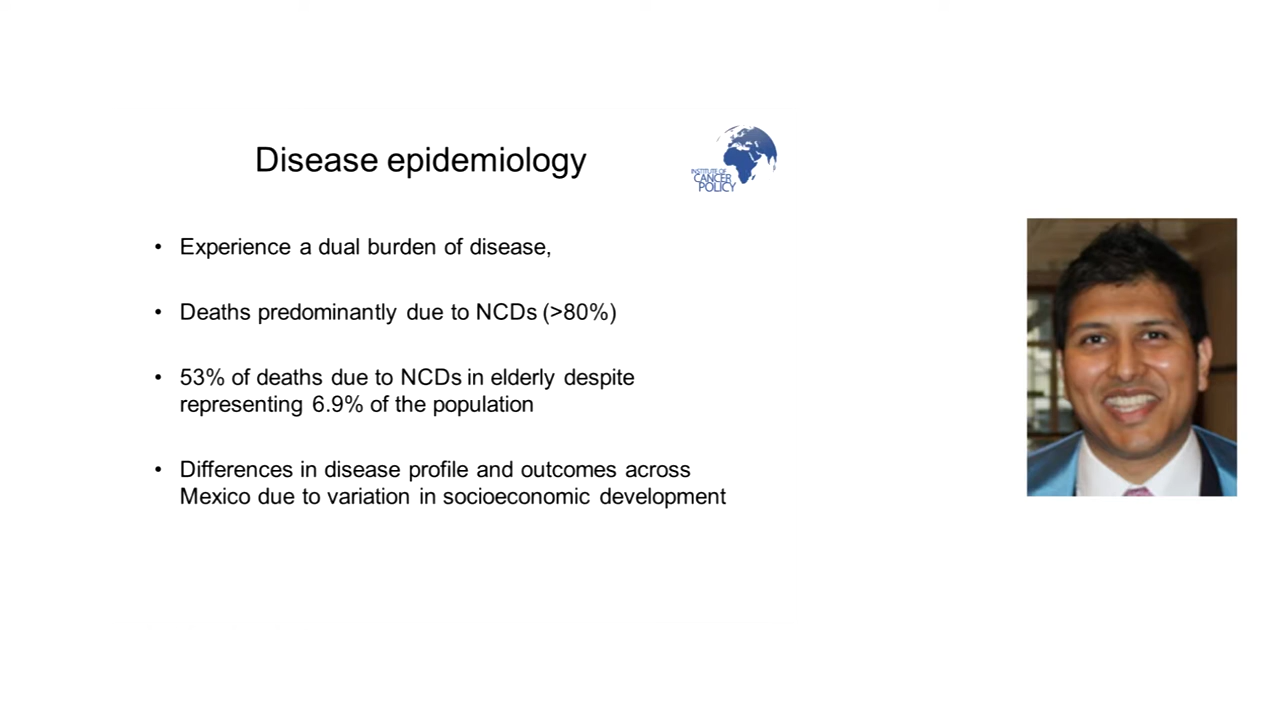 Disease epidemiology
INSTITUTE OF
CANCER
POLICY
• Experience a dual burden of disease,
• Deaths predominantly due to NCDs (>80%)
• 53% of deaths due to NCDs in elderly despite
representing 6.9% of the population
• Differences in disease profile and outcomes across
Mexico due to variation in socioeconomic development